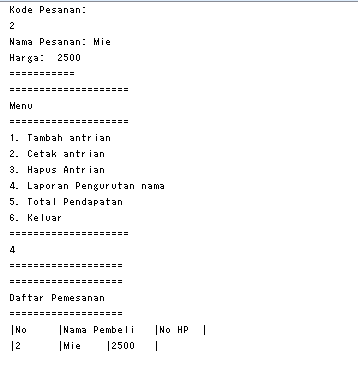 Kode Pesanan:
2
Nama Pesanan: Mie
Harga:  2500
===========
====================
Menu
====================
1. Tambah antrian
2. Cetak antrian
3. Hapus Antrian
4. Laporan Pengurutan nama
5. Total Pendapatan
6. Keluar
====================
4
===================
===================
Daftar Pemesanan
===================
|No     |Nama Pembeli   |No HP  |
|2      |Mie    |2500   |